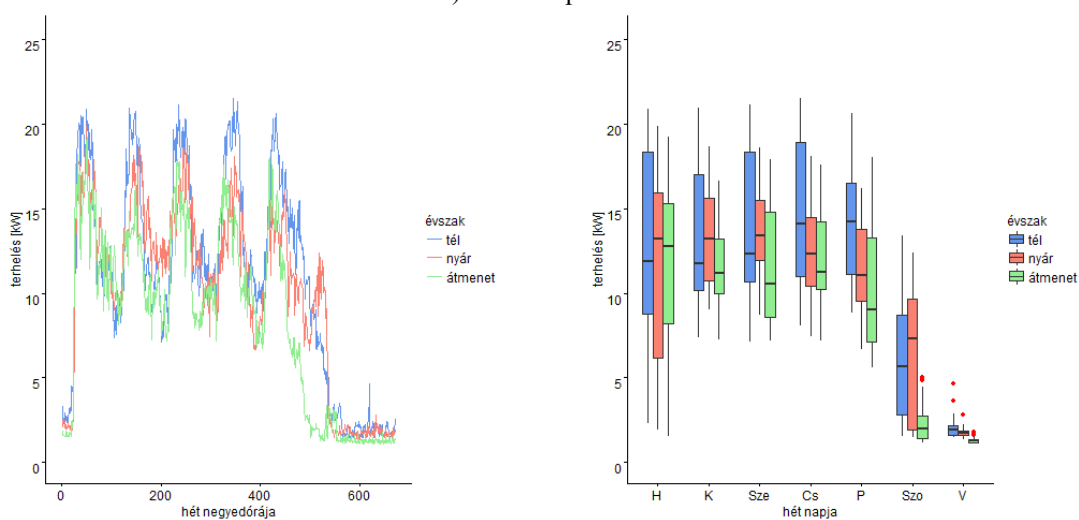 25
20
15
10
5
0
terhelés [kW]
0
200
400
600
hét negyedórája
évszak
tél
nyár
átmenet
25
20
15
10
5
0
terhelés [kW]
H
K
Sze
Cs
P
Szo
V
hét napja
évszak
tél
nyár
átmenet